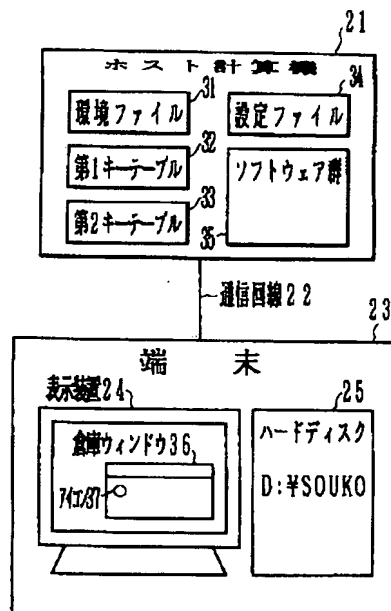 21
ホスト計算機
31
環境ファイル
34
設定ファイル
32
第1キーテーブル
ソフトウェア群
33
第2キーテーブル
35
通信回線22
23
端末
表示装置24
25
倉庫ウィンドウ36
アイコン37
ハードディスク
D:¥SOUKO